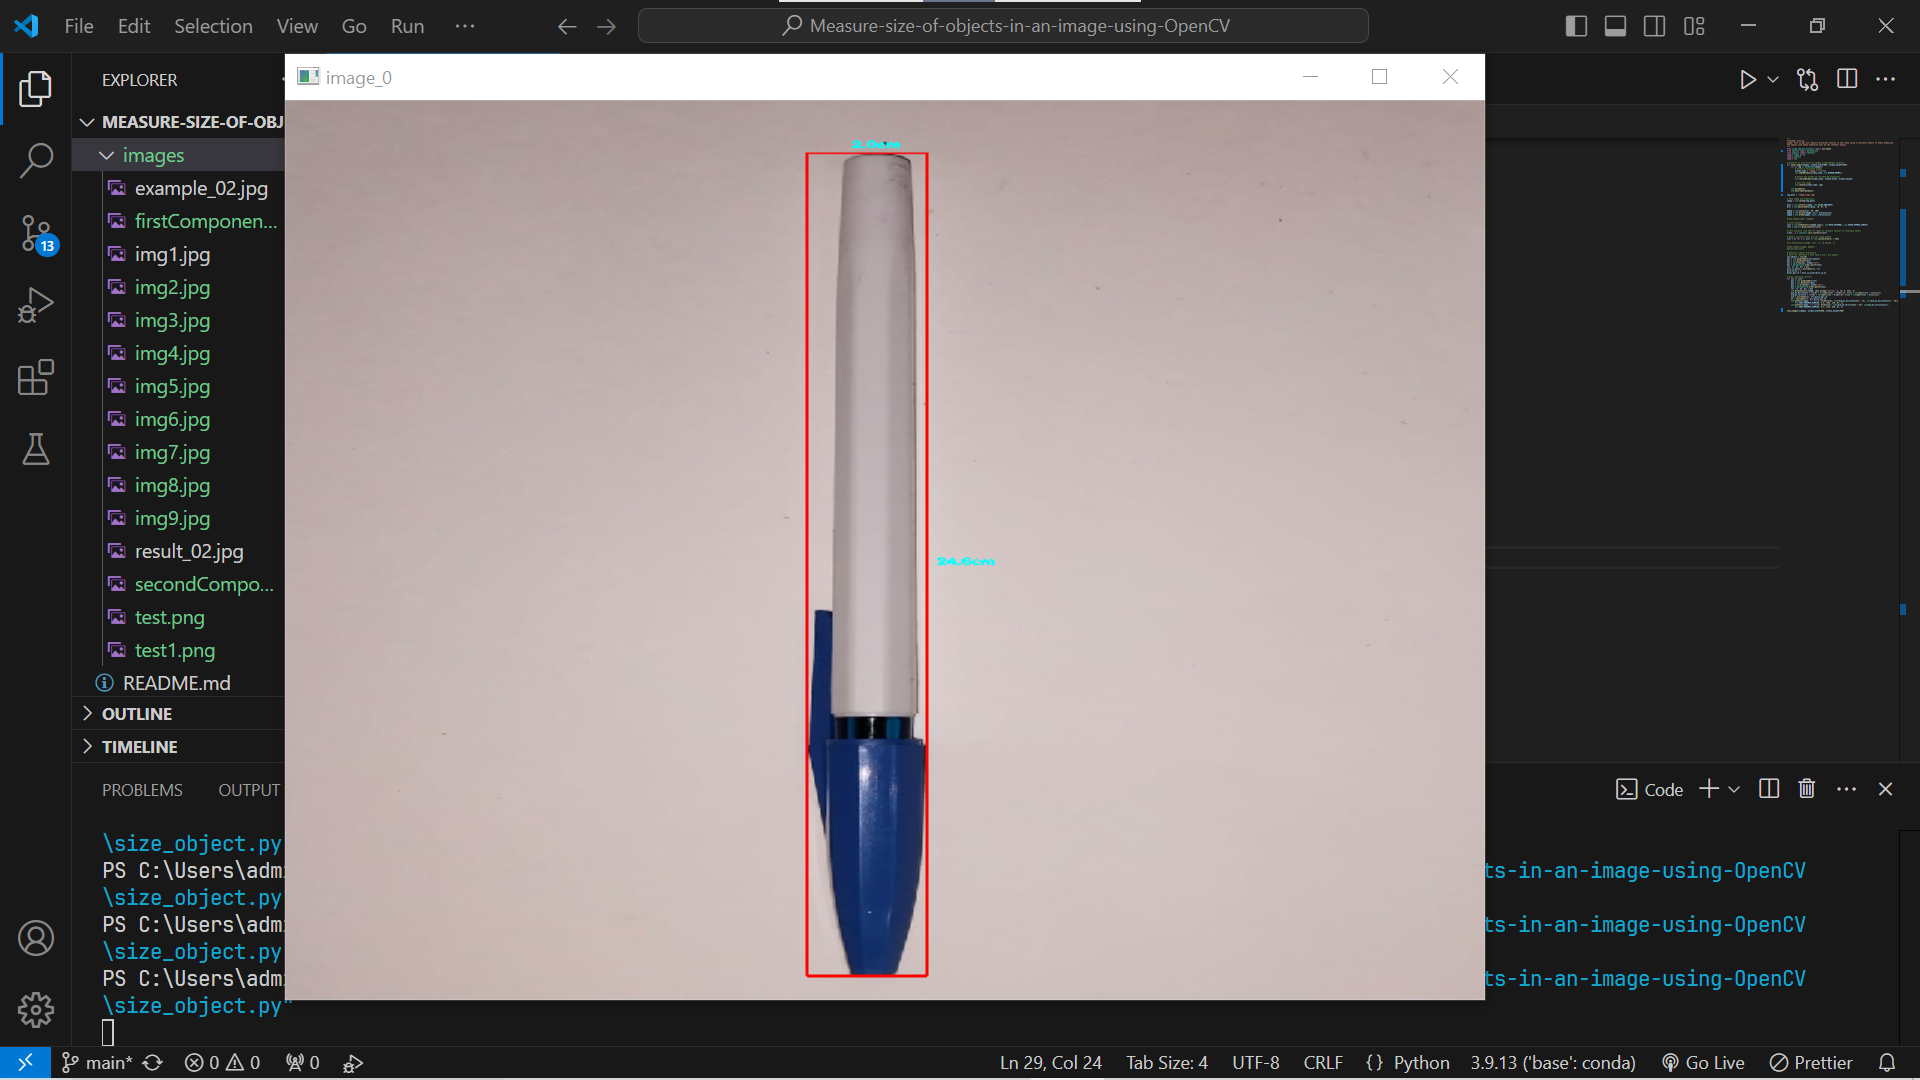 File Edit Selection View Go Run ···
Measure-size-of-objects-in-an-image-using-OpenCV
EXPLORER
MEASURE-SIZE-OF-OBJ
images
example_02.jpg
firstComponen...
img1.jpg
img2.jpg
img3.jpg
img4.jpg
img5.jpg
img6.jpg
img7.jpg
img8.jpg
img9.jpg
result_02.jpg
secondCompo...
test.png
test1.png
README.md
OUTLINE
TIMELINE
13
image_0
2.0cm
24.6cm
PROBLEMS OUTPUT
Code
\size_object.py
PS C:\Users\adm
ts-in-an-image-using-OpenCV
\size_object.py
PS C:\Users\adm
ts-in-an-image-using-OpenCV
\size_object.py
PS C:\Users\adm
ts-in-an-image-using-OpenCV
\size_object.py"
main* 0 0 0 Ln 29, Col 24 Tab Size: 4 UTF-8 CRLF {} Python 3.9.13 ('base': conda) Go Live Prettier